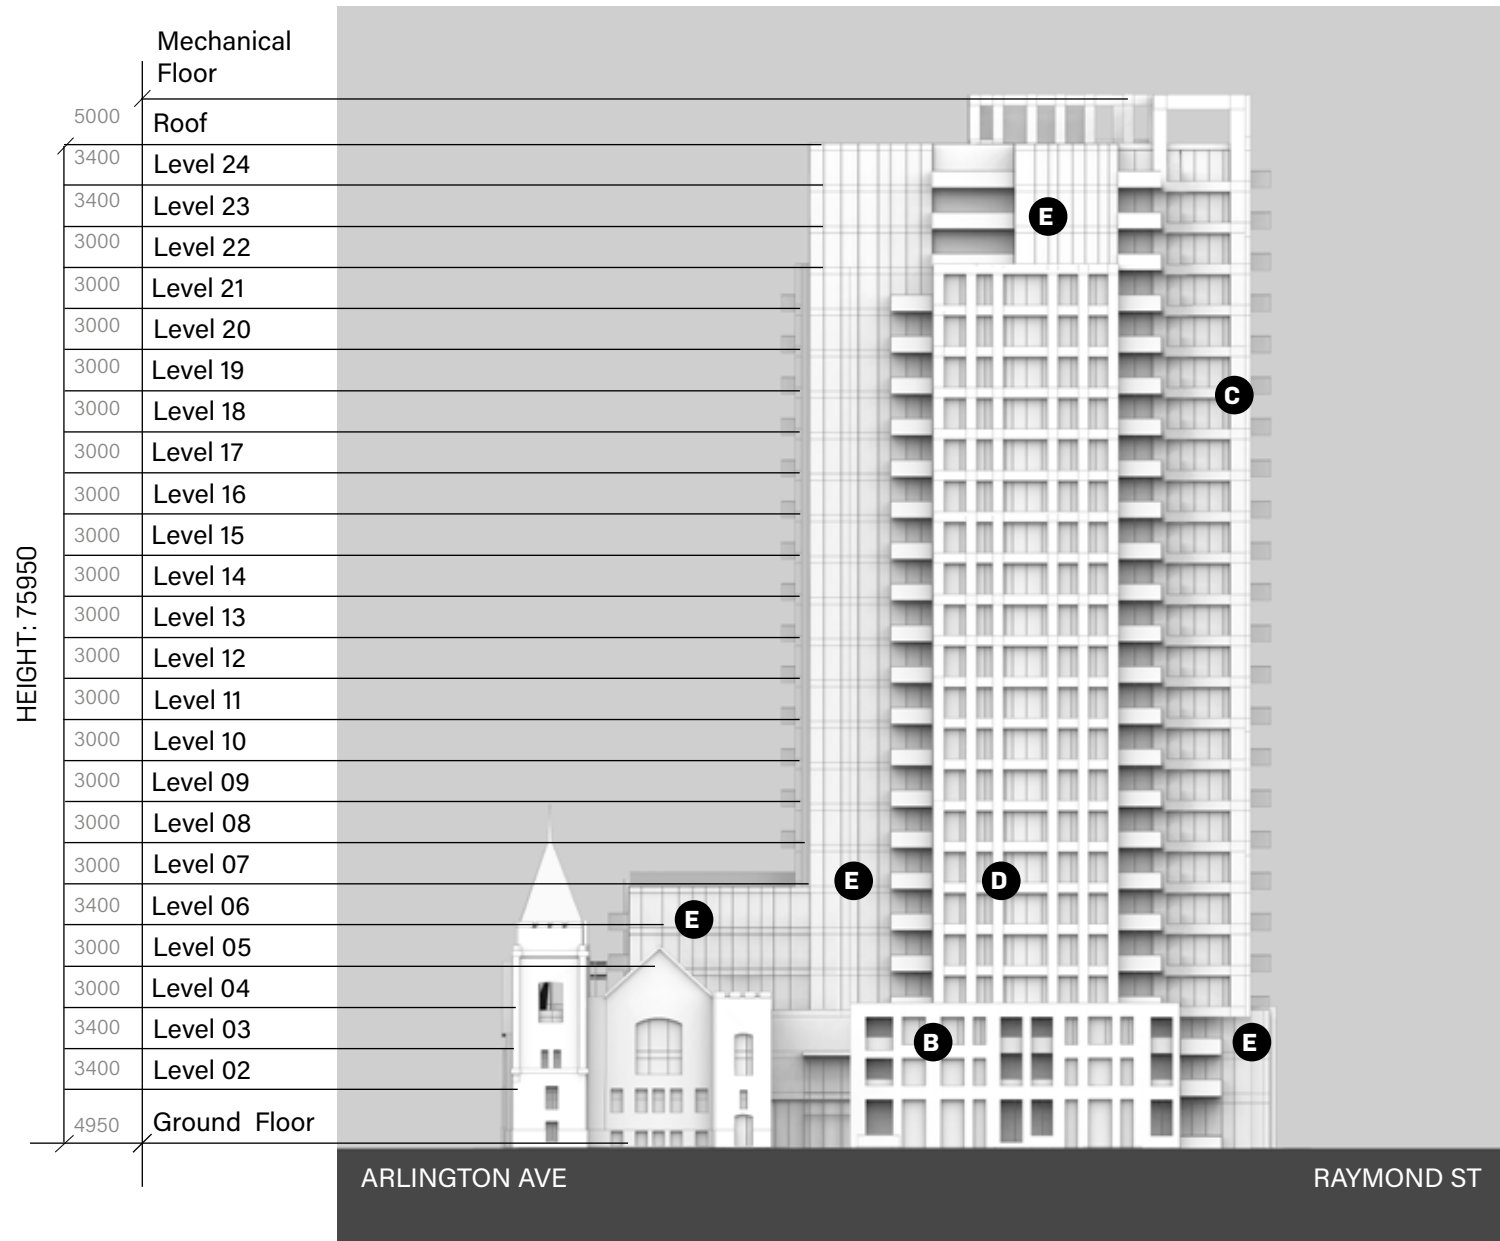 Mechanical
Floor
5000 Roof
3400 Level 24
3400 Level 23
3000 Level 22
3000 Level 21
3000 Level 20
3000 Level 19
3000 Level 18
3000 Level 17
3000 Level 16
3000 Level 15
3000 Level 14
3000 Level 13
3000 Level 12
3000 Level 11
3000 Level 10
3000 Level 09
3000 Level 08
3000 Level 07
3400 Level 06
3000 Level 05
3000 Level 04
3400 Level 03
3400 Level 02
4950 Ground Floor
HEIGHT: 75950
E
C
E
D
E
B
E
ARLINGTON AVE
RAYMOND ST